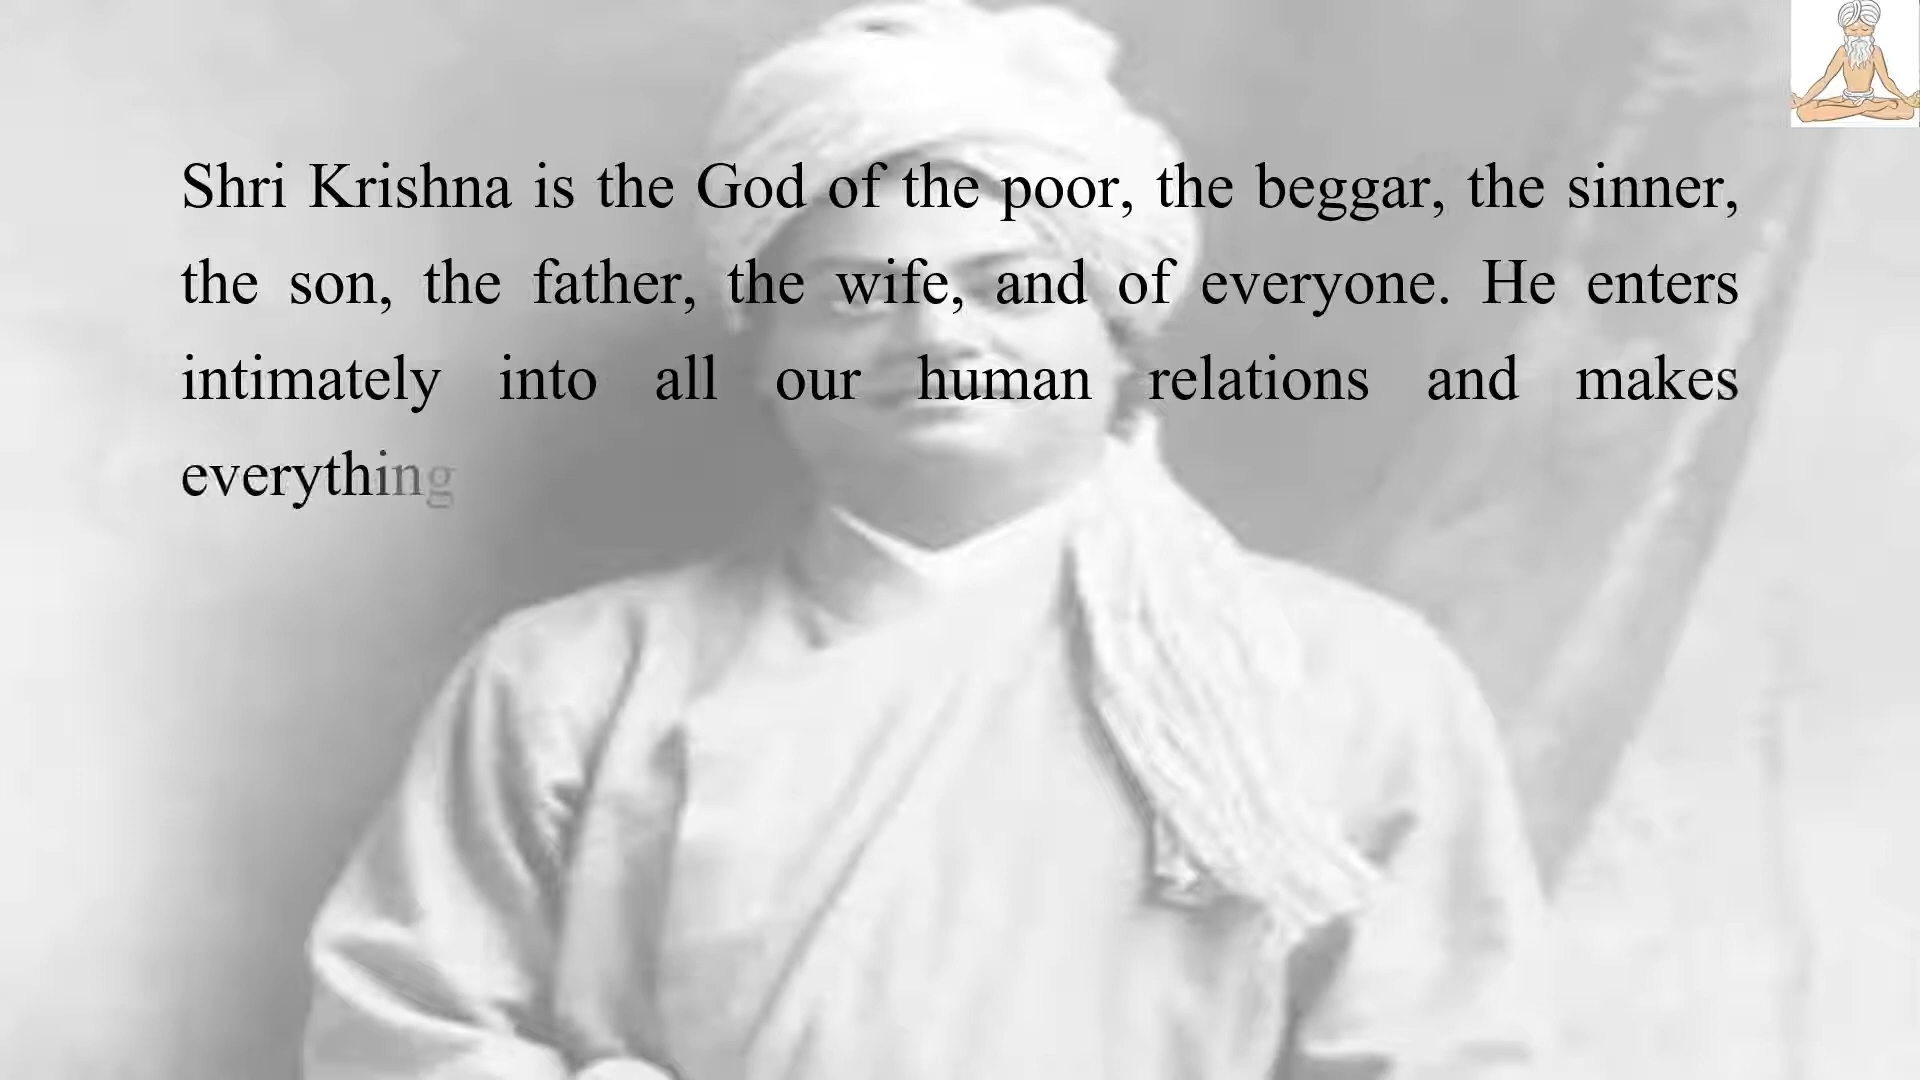 Shri Krishna is the God of the poor, the beggar, the sinner,
the son, the father, the wife, and of everyone. He enters
intimately into all our human relations and makes
everything